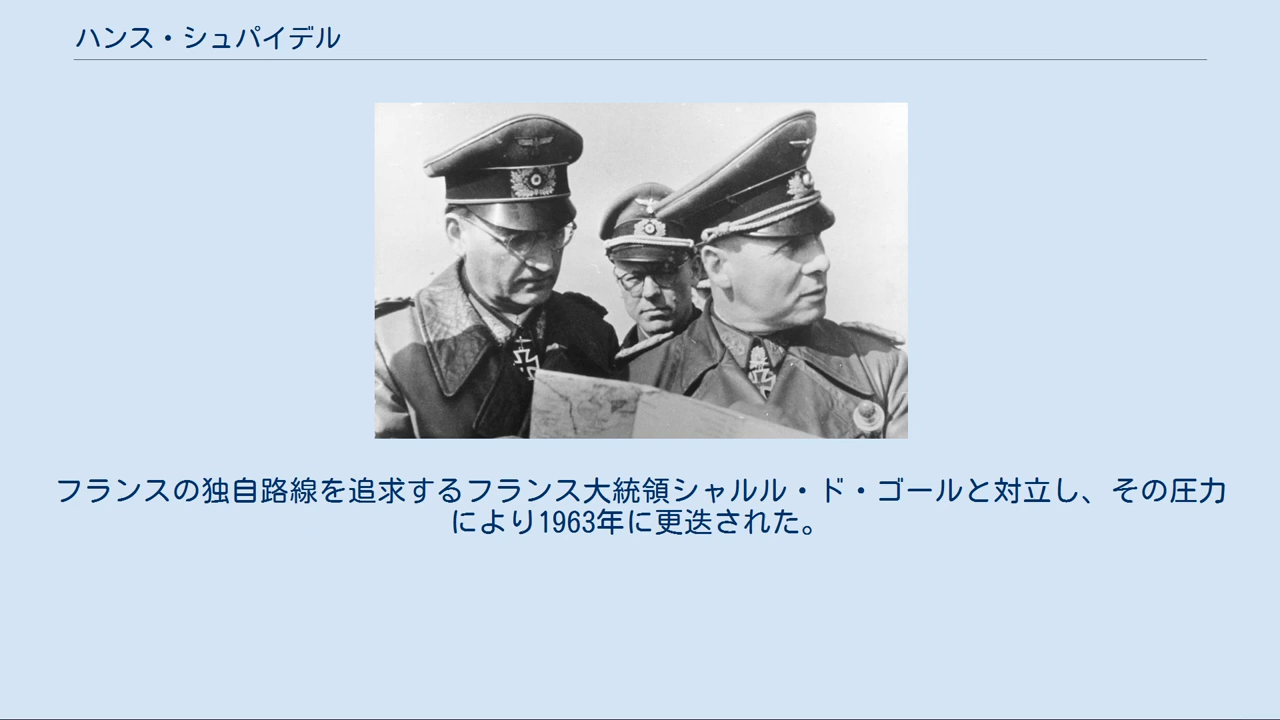 ハンス・シュパイデル
フランスの独自路線を追求するフランス大統領シャルル・ド・ゴールと対立し、その圧力
により1963年に更迭された。